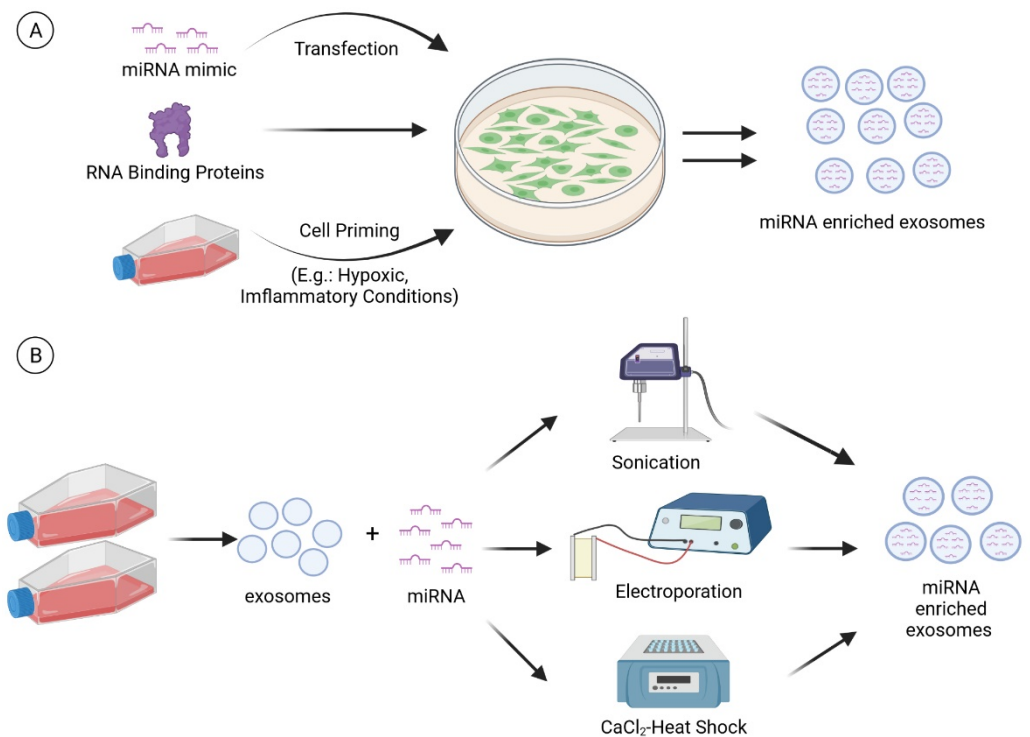 A
miRNA mimic
Transfection
RNA Binding Proteins
Cell Priming
(E.g.: Hypoxic,
Imflammatory Conditions)
miRNA enriched exosomes
B
exosomes
+
miRNA
Sonication
Electroporation
CaCl₂-Heat Shock
miRNA
enriched
exosomes